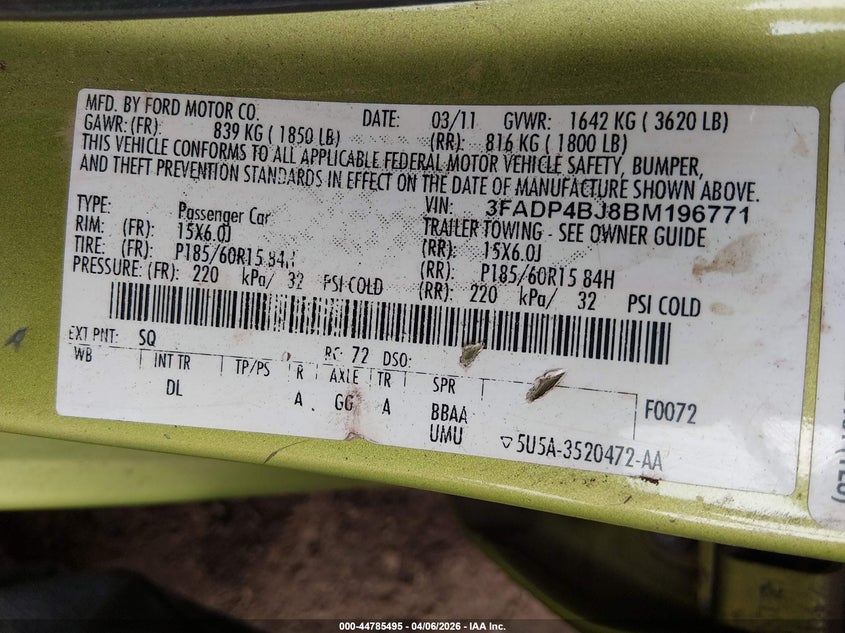 MFD. BY FORD MOTOR CO. DATE: 03/11 GVWR: 1642 KG ( 3620 LB)
GAWR: (FR): 839 KG ( 1850 LB) (RR): 816 KG ( 1800 LB)
THIS VEHICLE CONFORMS TO ALL APPLICABLE FEDERAL MOTOR VEHICLE SAFETY, BUMPER,
AND THEFT PREVENTION STANDARDS IN EFFECT ON THE DATE OF MANUFACTURE SHOWN ABOVE.
VIN: 3FADP4BJ8BM196771
TYPE: Passenger Car TRAILER TOWING - SEE OWNER GUIDE
RIM: (FR): 15X6.0J (RR): 15X6.0J
TIRE: (FR): P185/60R15 84H (RR): P185/60R15 84H
PRESSURE: (FR): 220 kPa/ 32 PSI COLD (RR): 220 kPa/ 32 PSI COLD
EXT PNT: SQ RC: 72 DSO:
WB INT TR TP/PS R AXLE TR SPR
DL A GG A BBAA F0072
UMU ▽5U5A-3520472-AA
000-44785495 - 04/06/2026 - IAA Inc.